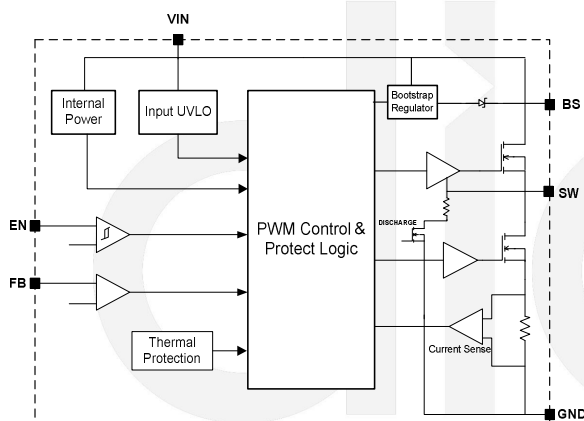 VIN
Internal
Power
Input UVLO
Bootstrap
Regulator
BS
SW
EN
DISCHARGE
PWM Control &
Protect Logic
FB
Thermal
Protection
Current Sense
GND